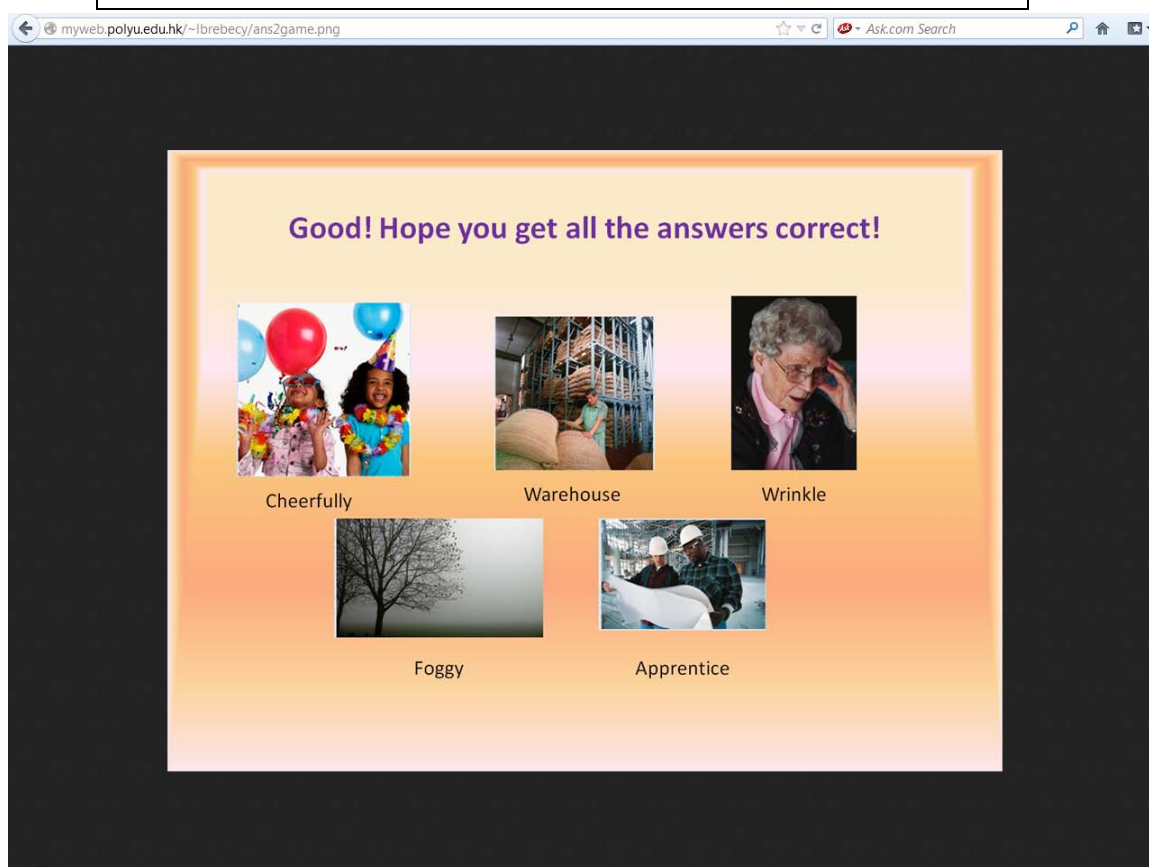 myweb.polyu.edu.hk/~lbrebecy/ans2game.png
Ask.com Search
Good! Hope you get all the answers correct!
Cheerfully
Warehouse
Wrinkle
Foggy
Apprentice